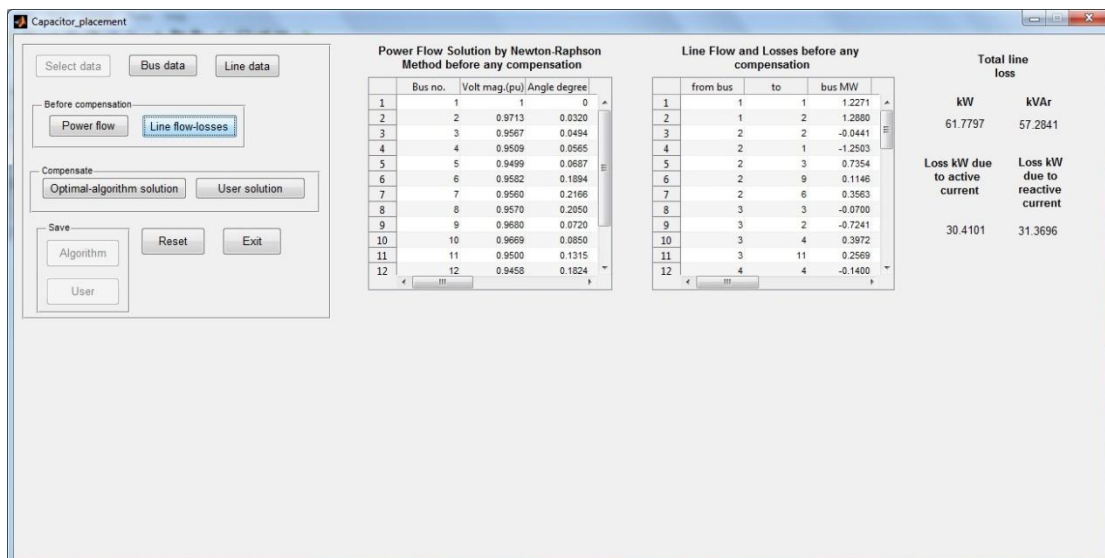 Capacitor_placement
Select data
Bus data
Line data
Before compensation
Power flow
Line flow-losses
Compensate
Optimal-algorithm solution
User solution
Save
Algorithm
User
Reset
Exit
Power Flow Solution by Newton-Raphson
Method before any compensation
Bus no. Volt mag.(pu) Angle degree
1 1 1 0
2 2 0.9713 0.0320
3 3 0.9567 0.0494
4 4 0.9509 0.0565
5 5 0.9499 0.0687
6 6 0.9582 0.1894
7 7 0.9560 0.2166
8 8 0.9570 0.2050
9 9 0.9680 0.0720
10 10 0.9669 0.0850
11 11 0.9500 0.1315
12 12 0.9458 0.1824
Line Flow and Losses before any
compensation
from bus to bus MW
1 1 1 1.2271
2 1 2 1.2880
3 2 2 -0.0441
4 2 1 -1.2503
5 2 3 0.7354
6 2 9 0.1146
7 2 6 0.3563
8 3 3 -0.0700
9 3 2 -0.7241
10 3 4 0.3972
11 3 11 0.2569
12 4 4 -0.1400
Total line
loss
kW kVAr
61.7797 57.2841
Loss kW due
to active
current
Loss kW
due to
reactive
current
30.4101 31.3696